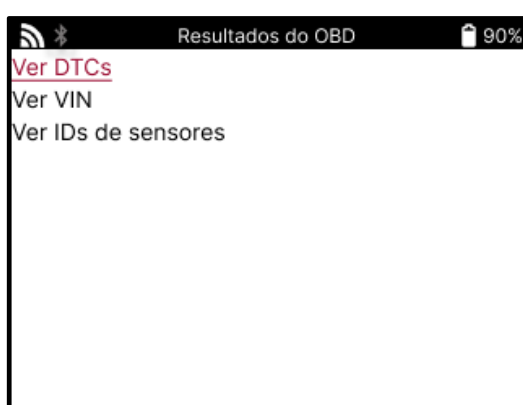 Resultados do OBD 90%
Ver DTCs
Ver VIN
Ver IDs de sensores